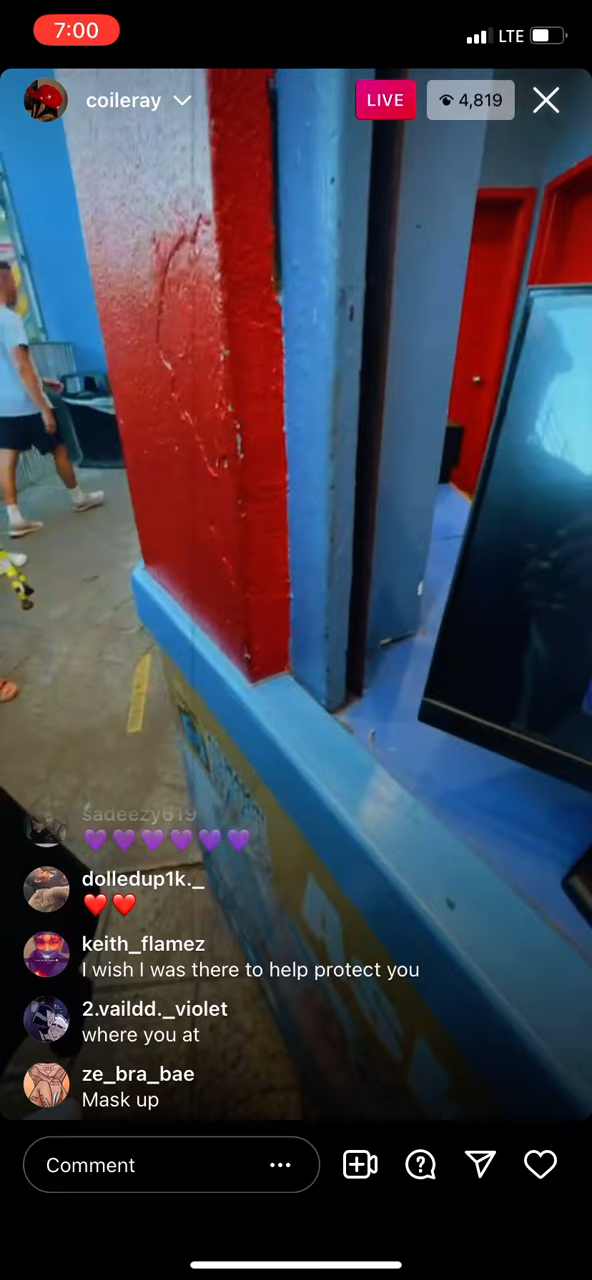 7:00
LTE
coileray
LIVE
4,819
sadeezy619
💜💜💜💜💜💜
dolledup1k._
❤️❤️
keith_flamez
I wish I was there to help protect you
2.vaildd._violet
where you at
ze_bra_bae
Mask up
Comment